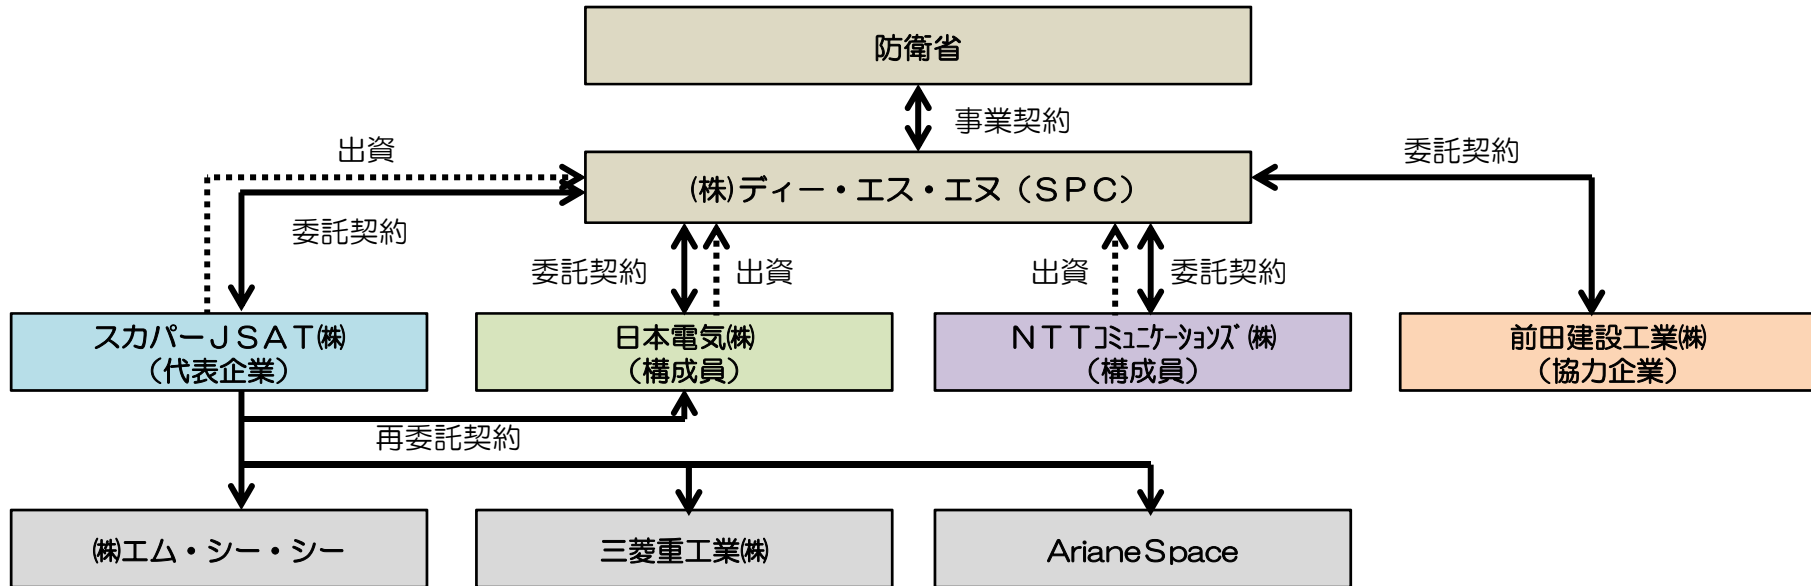 防衛省
事業契約
出資
委託契約
㈱ディー・エス・エヌ（ＳＰＣ）
委託契約
委託契約
出資
出資
委託契約
スカパーＪＳＡＴ㈱
（代表企業）
日本電気㈱
（構成員）
ＮＴＴｺﾐｭﾆｹｰｼｮﾝｽﾞ㈱
（構成員）
前田建設工業㈱
（協力企業）
再委託契約
㈱エム・シー・シー
三菱重工業㈱
ArianeSpace